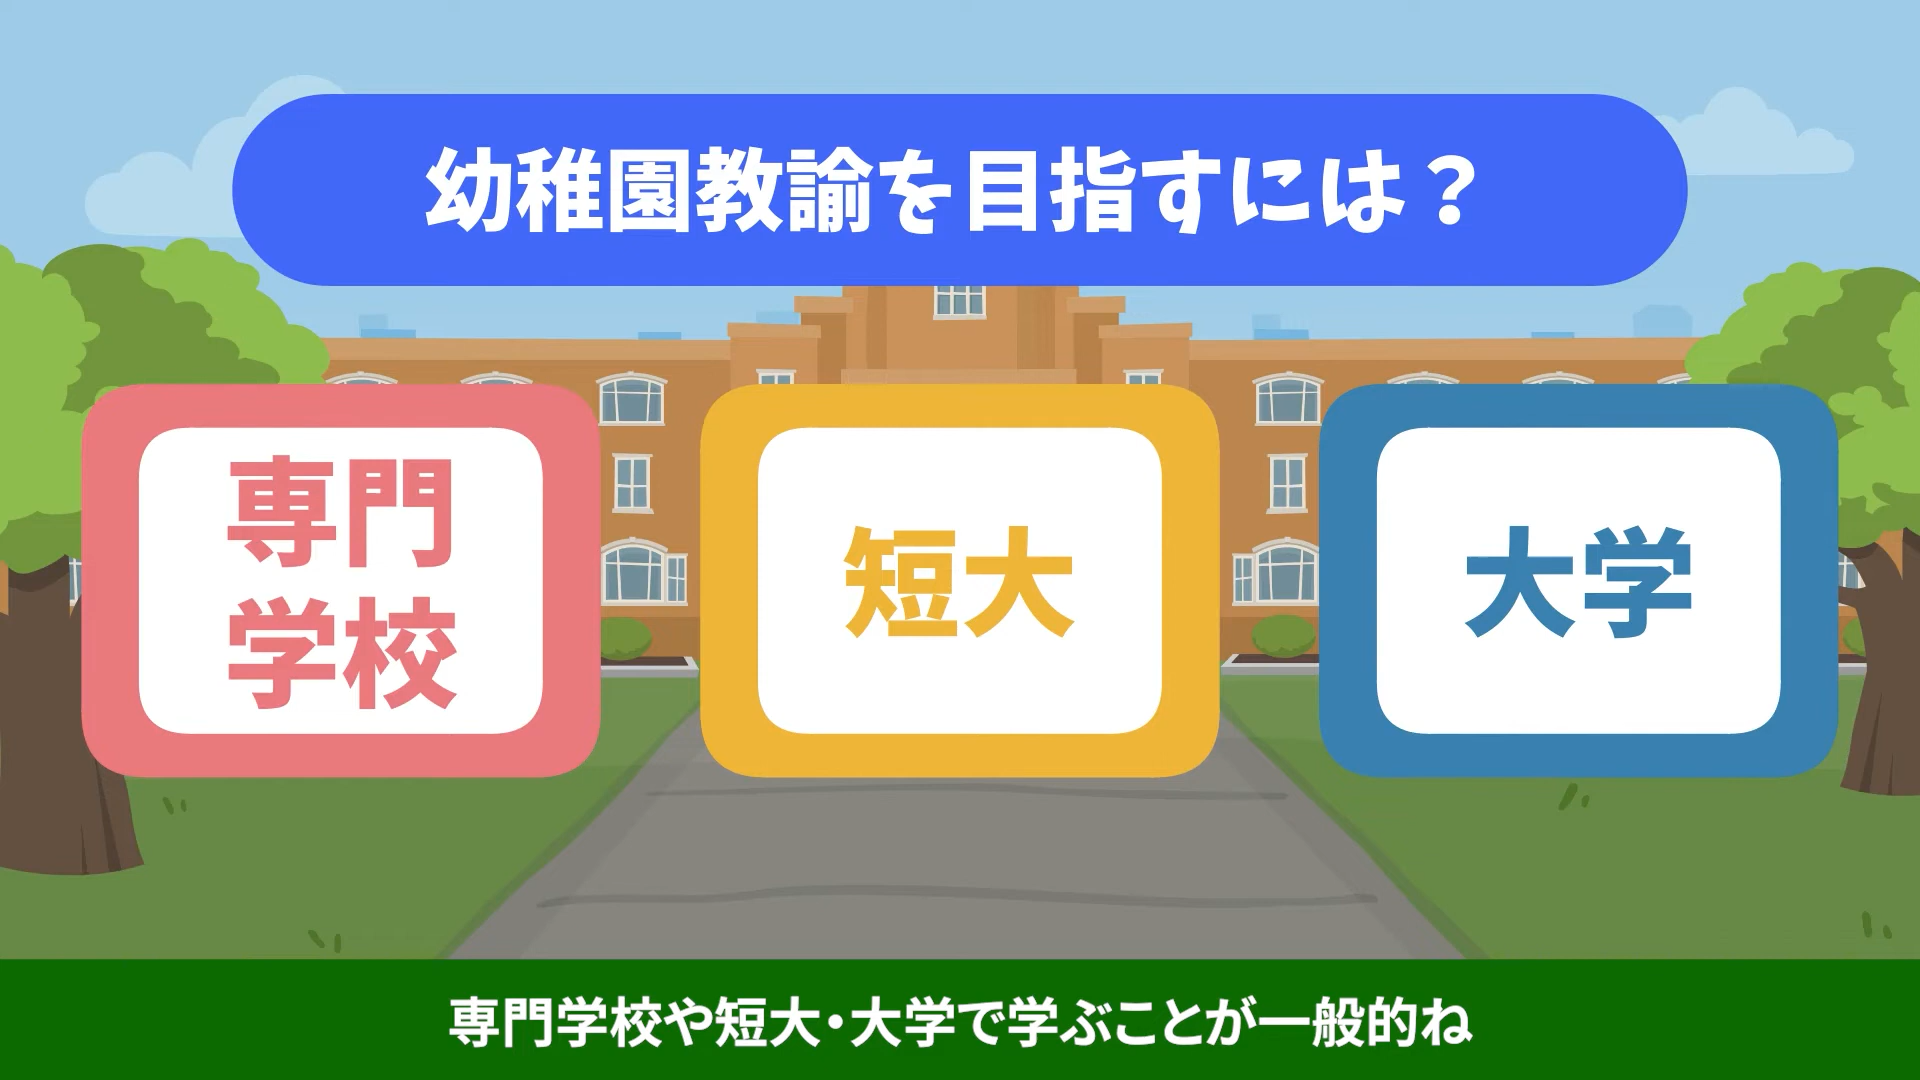 幼稚園教諭を目指すには？
専門
学校
短大
大学
専門学校や短大・大学で学ぶことが一般的ね